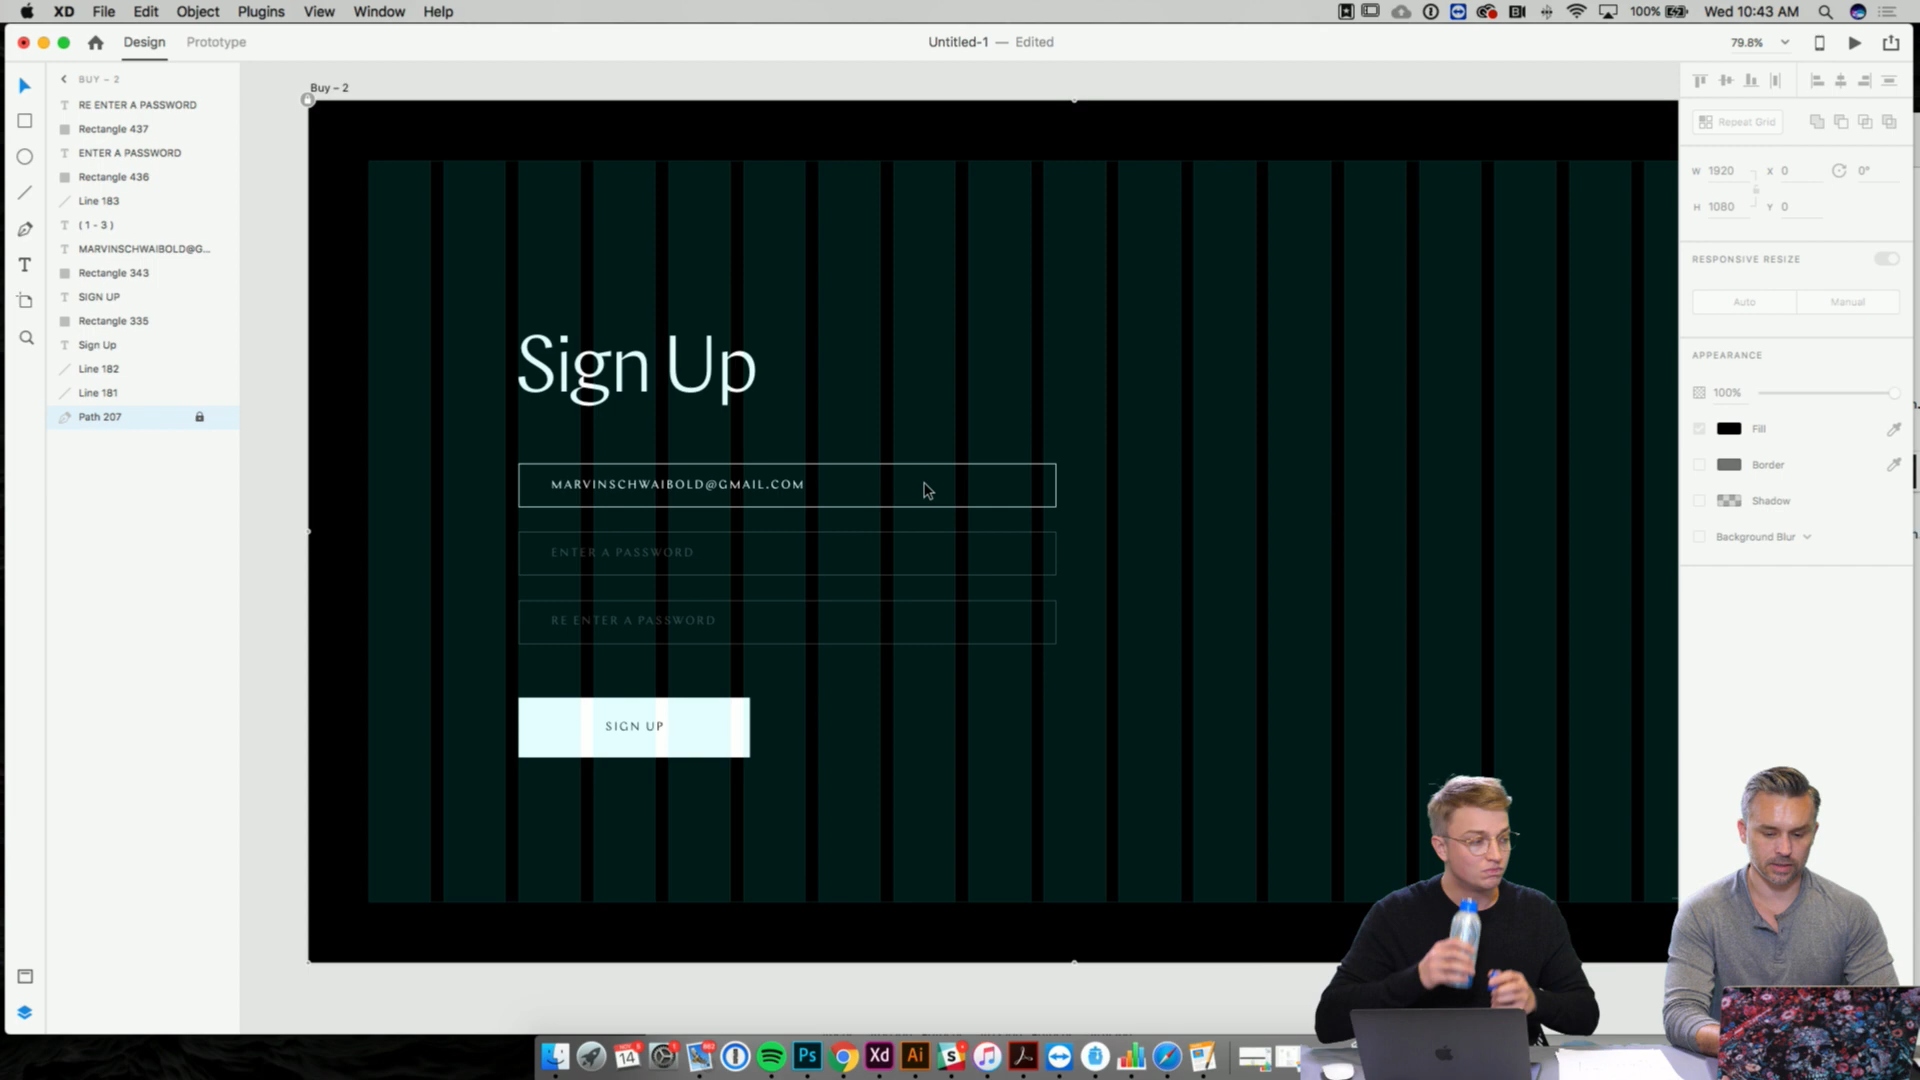 XD File Edit Object Plugins View Window Help
100% Wed 10:43 AM
Design Prototype
Untitled-1 — Edited
79.8%
BUY – 2
RE ENTER A PASSWORD
Rectangle 437
ENTER A PASSWORD
Rectangle 436
Line 183
( 1 - 3 )
MARVINSCHWAIBOLD@G...
Rectangle 343
SIGN UP
Rectangle 335
Sign Up
Line 182
Line 181
Path 207
Buy – 2
Sign Up
MARVINSCHWAIBOLD@GMAIL.COM
ENTER A PASSWORD
RE ENTER A PASSWORD
SIGN UP
Repeat Grid
W 1920 X 0 0°
H 1080 Y 0
RESPONSIVE RESIZE
Auto Manual
APPEARANCE
100%
Fill
Border
Shadow
Background Blur
14
Ps
Xd
Ai